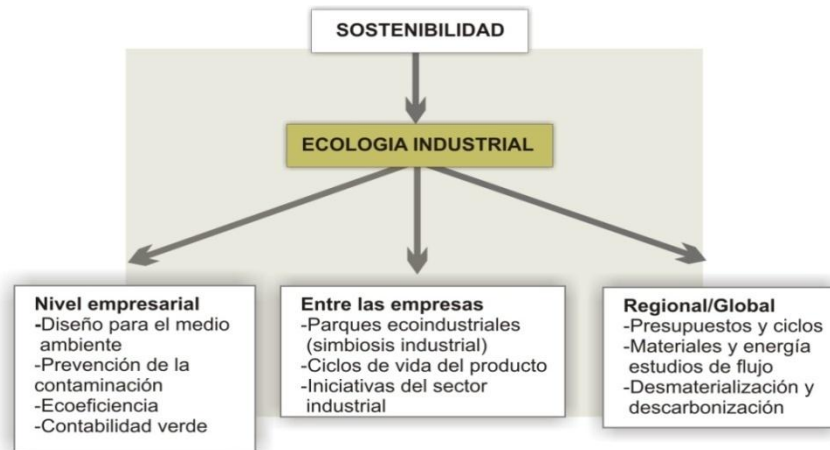 SOSTENIBILIDAD
ECOLOGIA INDUSTRIAL
Nivel empresarial
-Diseño para el medio
ambiente
-Prevención de la
contaminación
-Ecoeficiencia
-Contabilidad verde
Entre las empresas
-Parques ecoindustriales
(simbiosis industrial)
-Ciclos de vida del producto
-Iniciativas del sector
industrial
Regional/Global
-Presupuestos y ciclos
-Materiales y energía
estudios de flujo
-Desmaterialización y
descarbonización